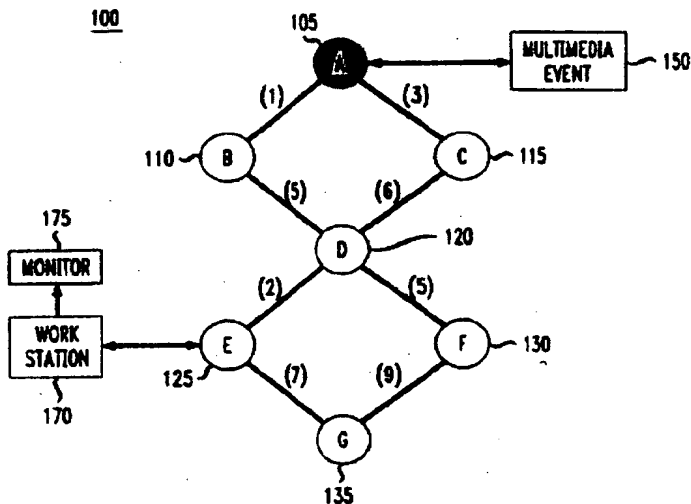 100
105
A
MULTIMEDIA
EVENT
150
(1)
(3)
110
B
C
115
(5)
(6)
175
MONITOR
D
120
(2)
(5)
WORK
STATION
E
F
130
170
125
(7)
(9)
G
135